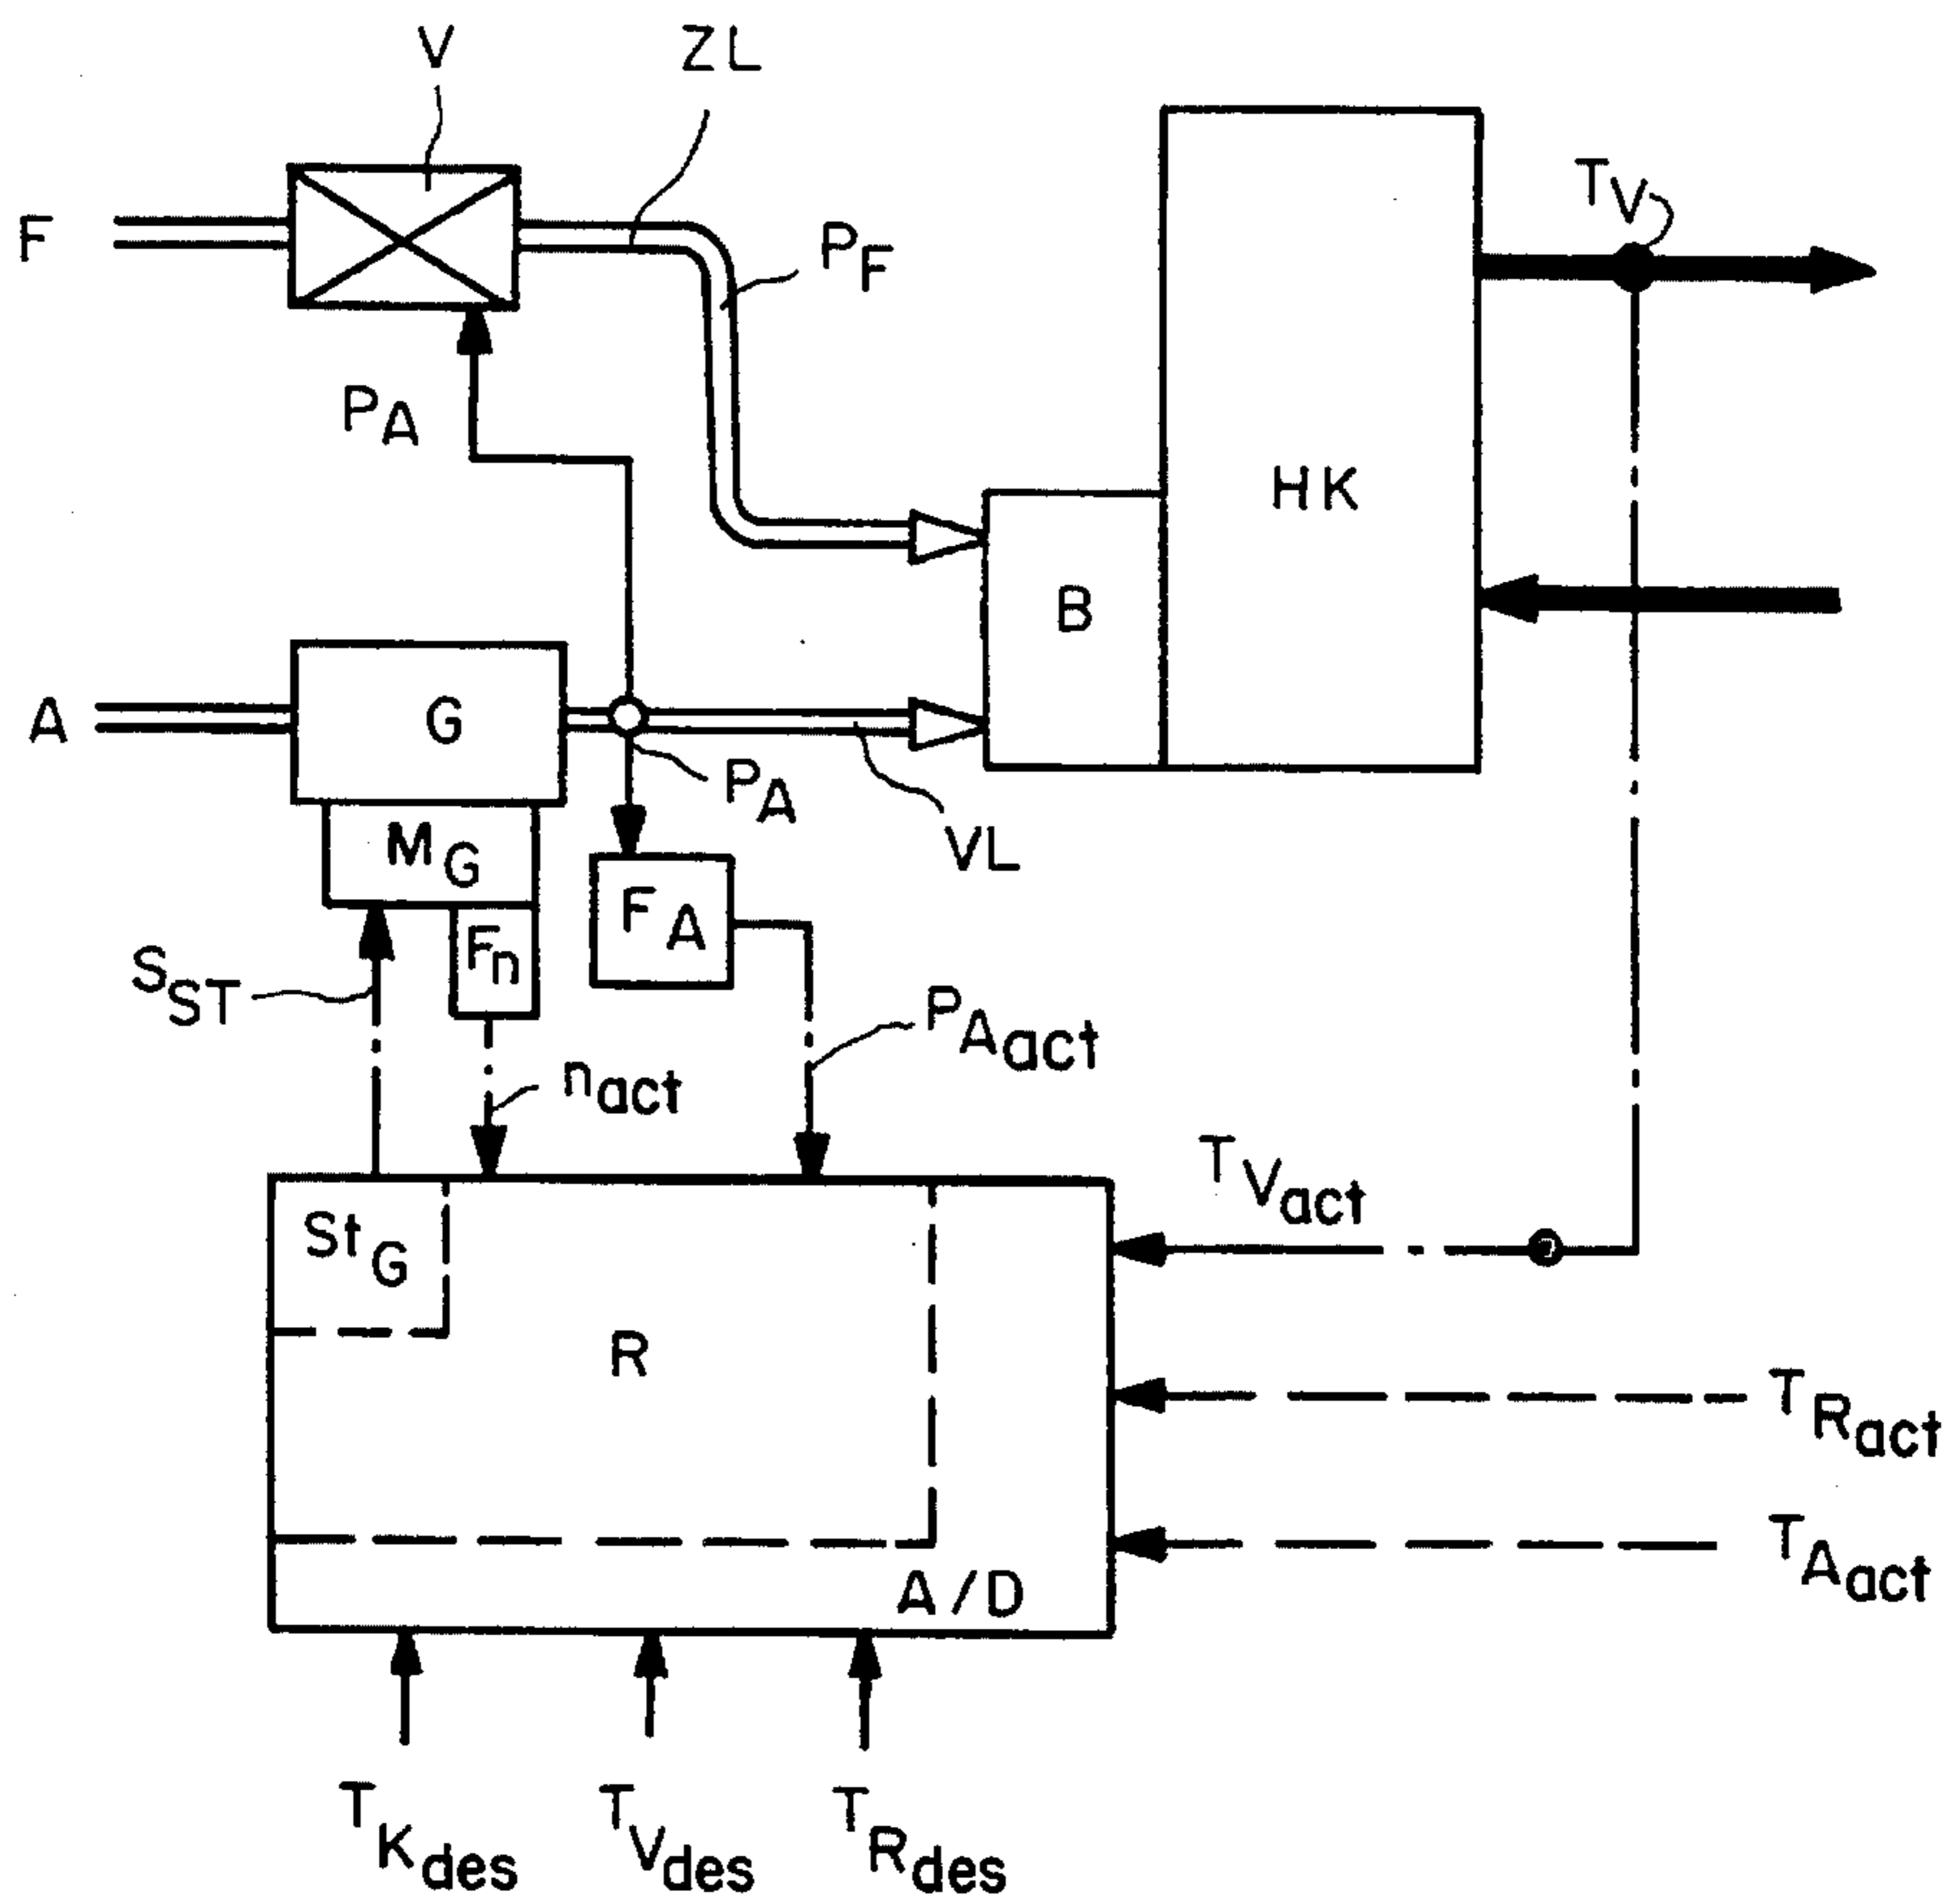 V
ZL
F
PF
TV
PA
HK
B
A
G
PA
VL
MG
FA
Fn
SST
PAact
nact
TVact
StG
R
TRact
TAact
A/D
TKdes
TVdes
TRdes